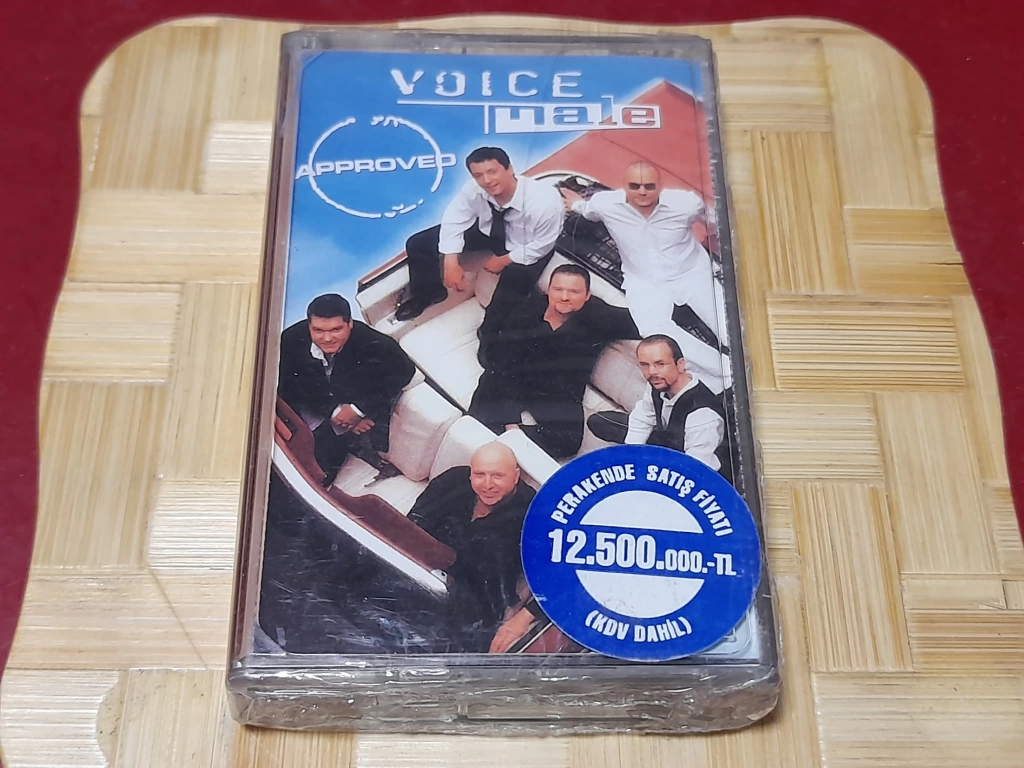 VOICE
male
APPROVED
PERAKENDE SATIŞ FİYATI
12.500.000.-TL
(KDV DAHİL)